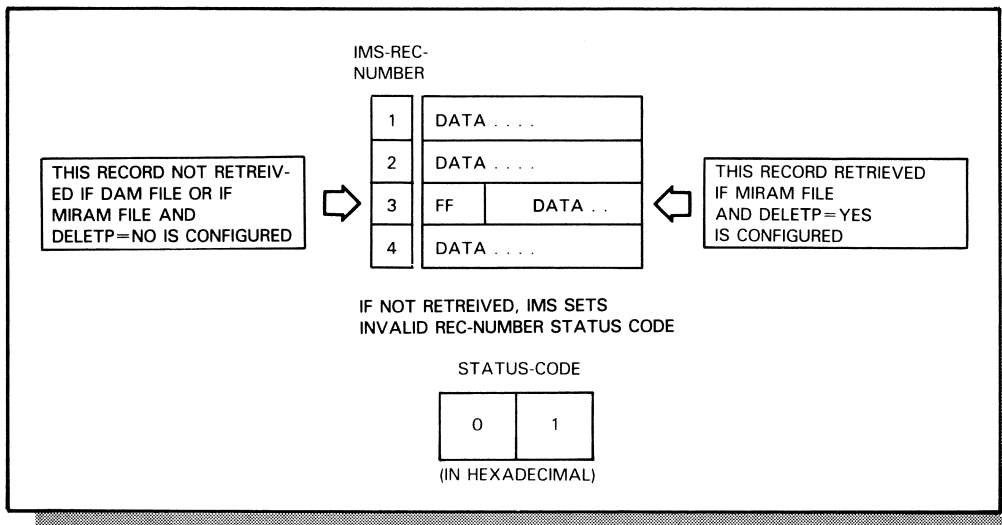 IMS-REC-
NUMBER
1 DATA . . . .
2 DATA . . . .
THIS RECORD NOT RETREIV-
ED IF DAM FILE OR IF
MIRAM FILE AND
DELETP=NO IS CONFIGURED
3 FF DATA . .
THIS RECORD RETRIEVED
IF MIRAM FILE
AND DELETP=YES
IS CONFIGURED
4 DATA . . . .
IF NOT RETREIVED, IMS SETS
INVALID REC-NUMBER STATUS CODE
STATUS-CODE
0 1
(IN HEXADECIMAL)